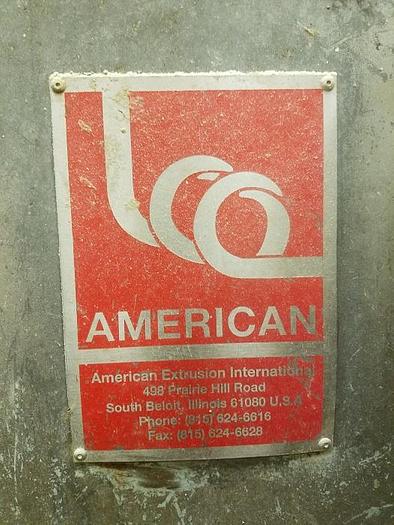 AMERICAN
American Extrusion International
498 Prairie Hill Road
South Beloit, Illinois 61080 U.S.A
Phone: (815) 624-6616
Fax: (815) 624-6628